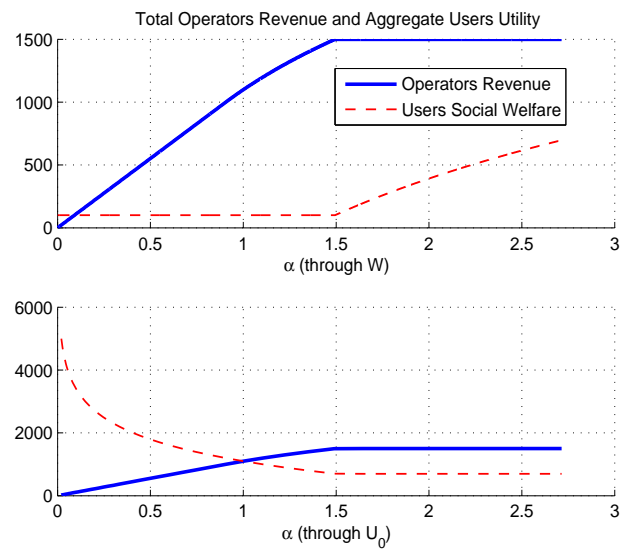 Total Operators Revenue and Aggregate Users Utility
1500
1000
500
0
Operators Revenue
Users Social Welfare
0 0.5 1 1.5 2 2.5 3
α (through W)
6000
4000
2000
0
0 0.5 1 1.5 2 2.5 3
α (through U₀)